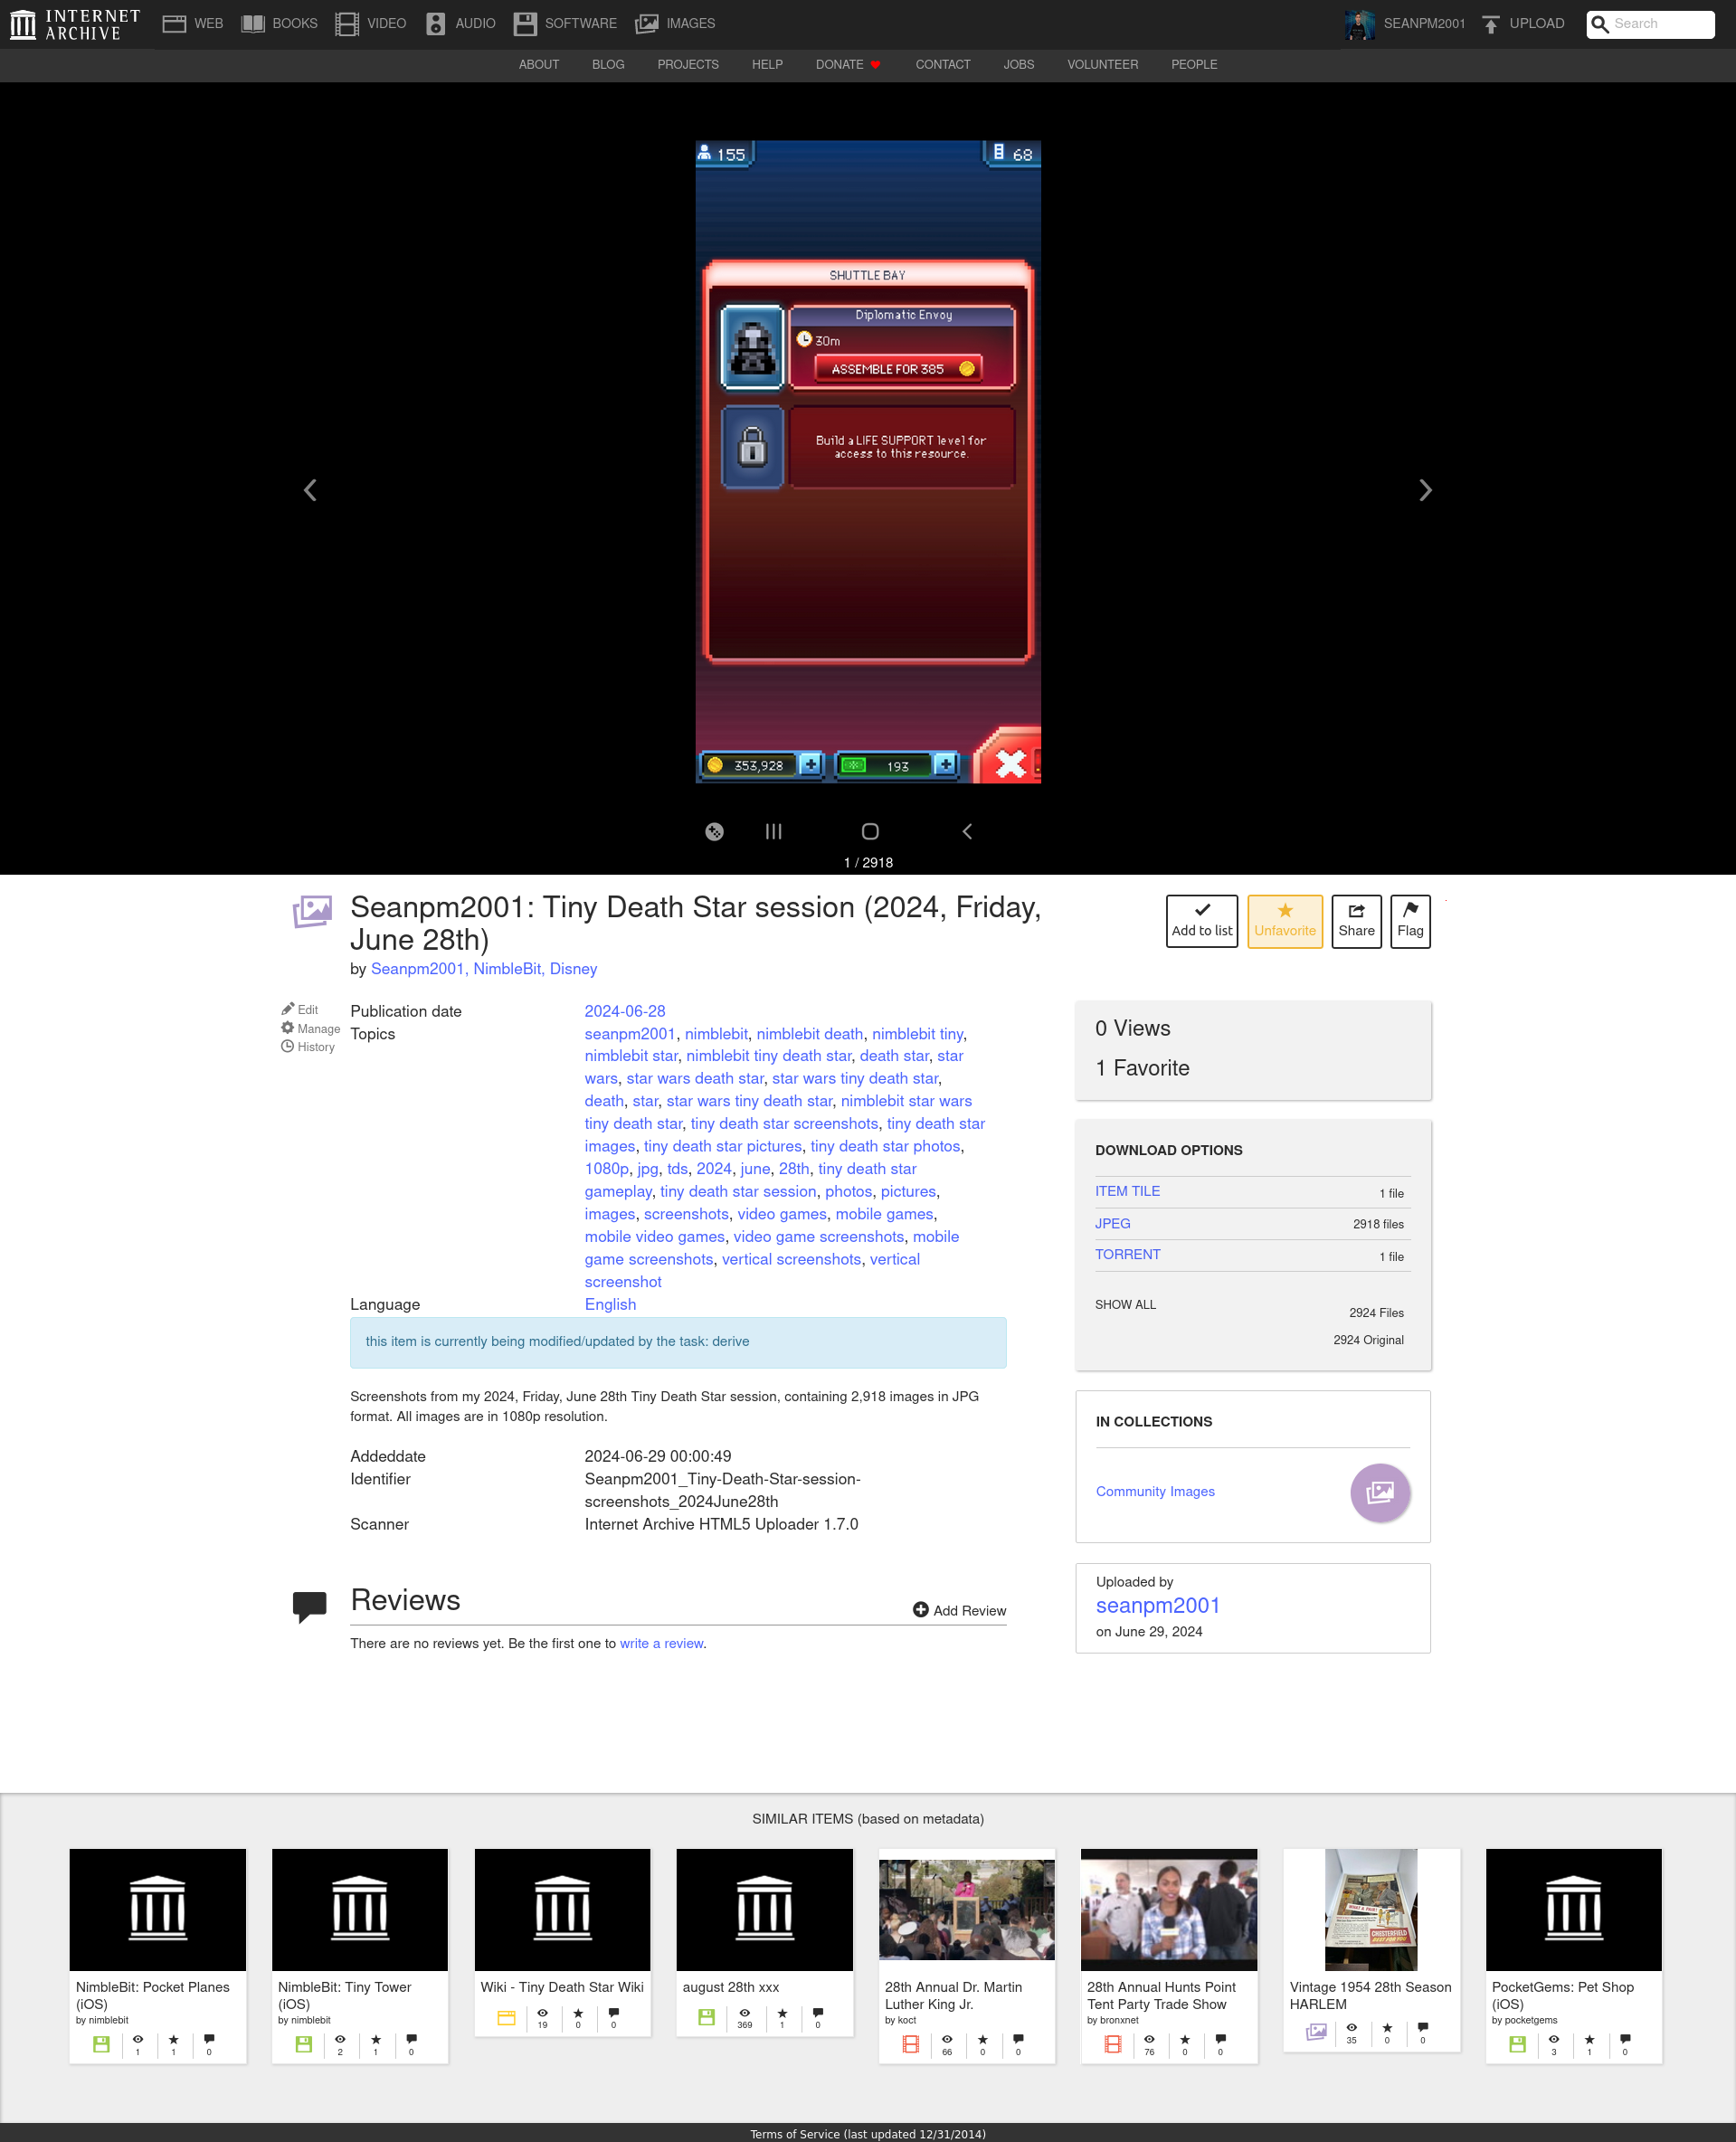 INTERNET ARCHIVE
WEB
BOOKS
VIDEO
AUDIO
SOFTWARE
IMAGES
SEANPM2001
UPLOAD
Search
ABOUT
BLOG
PROJECTS
HELP
DONATE
CONTACT
JOBS
VOLUNTEER
PEOPLE
155
68
SHUTTLE BAY
Diplomatic Envoy
30m
ASSEMBLE FOR 385
Build a LIFE SUPPORT level for
access to this resource.
353,928
193
1 / 2918
Seanpm2001: Tiny Death Star session (2024, Friday,
June 28th)
by Seanpm2001, NimbleBit, Disney
Add to list
Unfavorite
Share
Flag
Edit
Manage
History
Publication date 2024-06-28
Topics seanpm2001, nimblebit, nimblebit death, nimblebit tiny,
nimblebit star, nimblebit tiny death star, death star, star
wars, star wars death star, star wars tiny death star,
death, star, star wars tiny death star, nimblebit star wars
tiny death star, tiny death star screenshots, tiny death star
images, tiny death star pictures, tiny death star photos,
1080p, jpg, tds, 2024, june, 28th, tiny death star
gameplay, tiny death star session, photos, pictures,
images, screenshots, video games, mobile games,
mobile video games, video game screenshots, mobile
game screenshots, vertical screenshots, vertical
screenshot
Language English
this item is currently being modified/updated by the task: derive
Screenshots from my 2024, Friday, June 28th Tiny Death Star session, containing 2,918 images in JPG
format. All images are in 1080p resolution.
Addeddate 2024-06-29 00:00:49
Identifier Seanpm2001_Tiny-Death-Star-session-
screenshots_2024June28th
Scanner Internet Archive HTML5 Uploader 1.7.0
Reviews
Add Review
There are no reviews yet. Be the first one to write a review.
0 Views
1 Favorite
DOWNLOAD OPTIONS
ITEM TILE 1 file
JPEG 2918 files
TORRENT 1 file
SHOW ALL 2924 Files
2924 Original
IN COLLECTIONS
Community Images
Uploaded by
seanpm2001
on June 29, 2024
SIMILAR ITEMS (based on metadata)
NimbleBit: Pocket Planes
(iOS)
by nimblebit
1 1 0
NimbleBit: Tiny Tower
(iOS)
by nimblebit
2 1 0
Wiki - Tiny Death Star Wiki
19 0 0
august 28th xxx
369 1 0
28th Annual Dr. Martin
Luther King Jr.
by koct
66 0 0
28th Annual Hunts Point
Tent Party Trade Show
by bronxnet
76 0 0
CHESTERFIELD
Vintage 1954 28th Season
HARLEM
35 0 0
PocketGems: Pet Shop
(iOS)
by pocketgems
3 1 0
Terms of Service (last updated 12/31/2014)